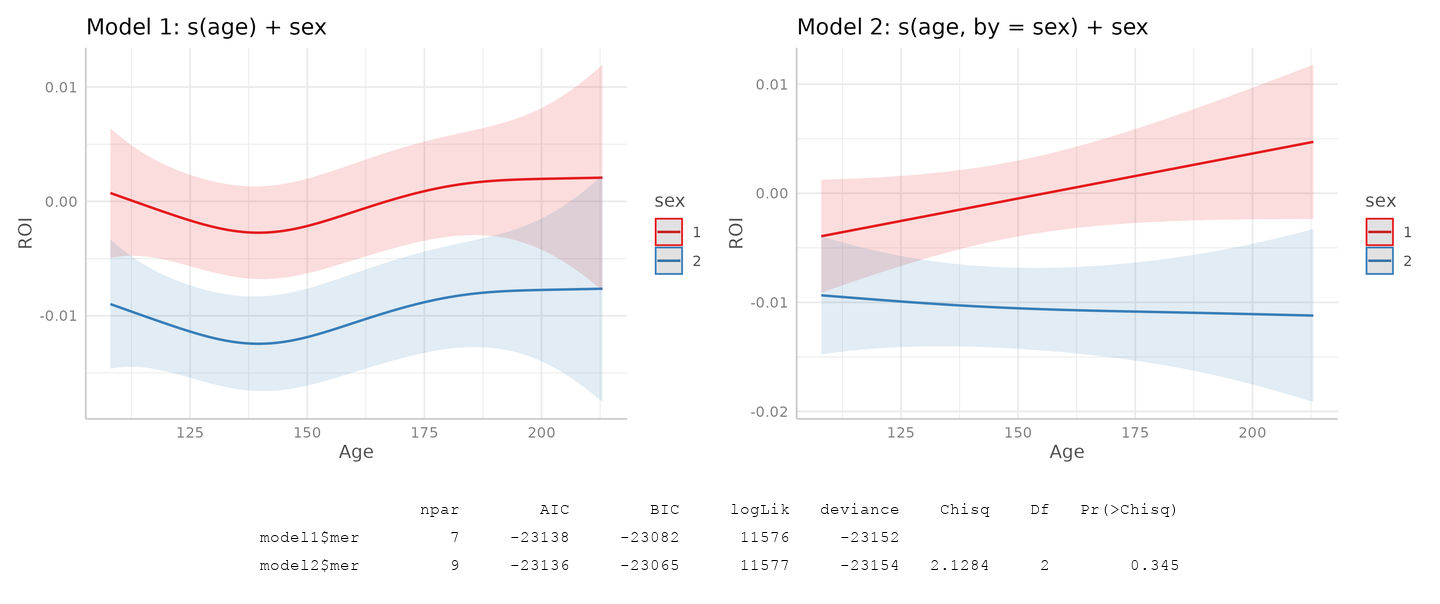 Model 1: s(age) + sex
0.01
0.00
-0.01
ROI
125 150 175 200
Age
sex
1
2
Model 2: s(age, by = sex) + sex
0.01
0.00
-0.01
-0.02
ROI
125 150 175 200
Age
sex
1
2
npar AIC BIC logLik deviance Chisq Df Pr(>Chisq)
model1$mer 7 -23138 -23082 11576 -23152
model2$mer 9 -23136 -23065 11577 -23154 2.1284 2 0.345